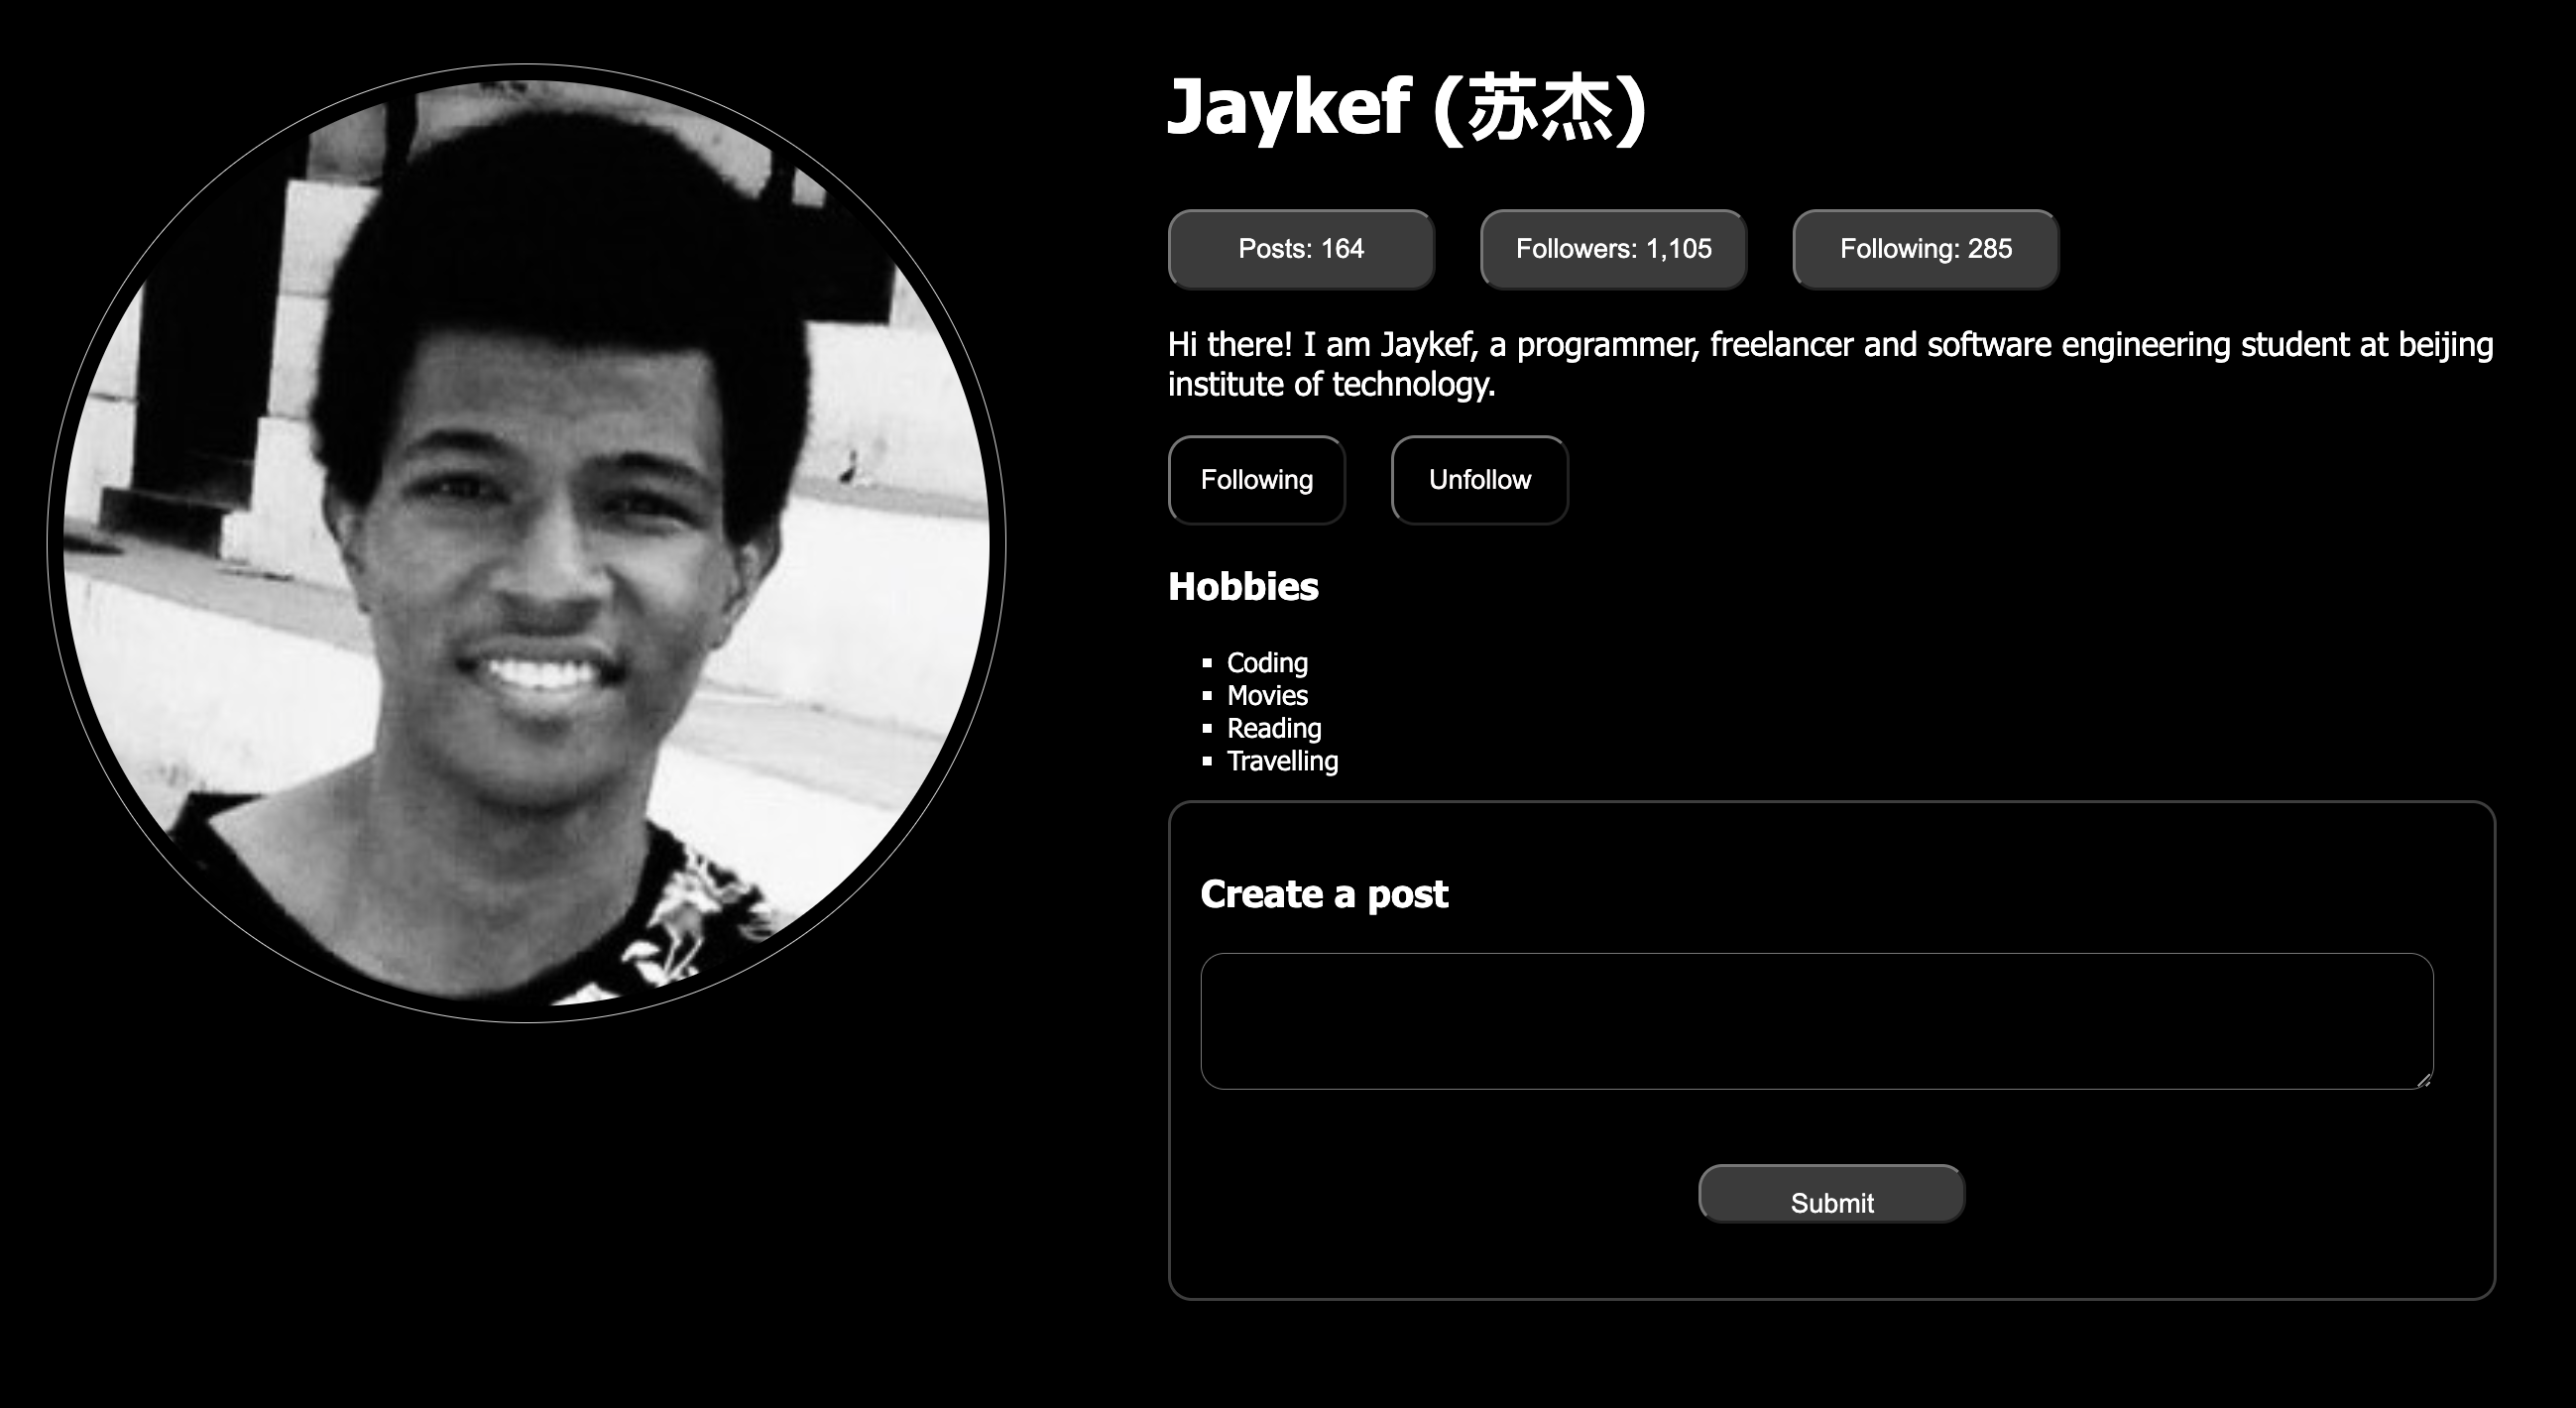 Jaykef (苏杰)
Posts: 164
Followers: 1,105
Following: 285
Hi there! I am Jaykef, a programmer, freelancer and software engineering student at beijing
institute of technology.
Following
Unfollow
Hobbies
Coding
Movies
Reading
Travelling
Create a post
Submit